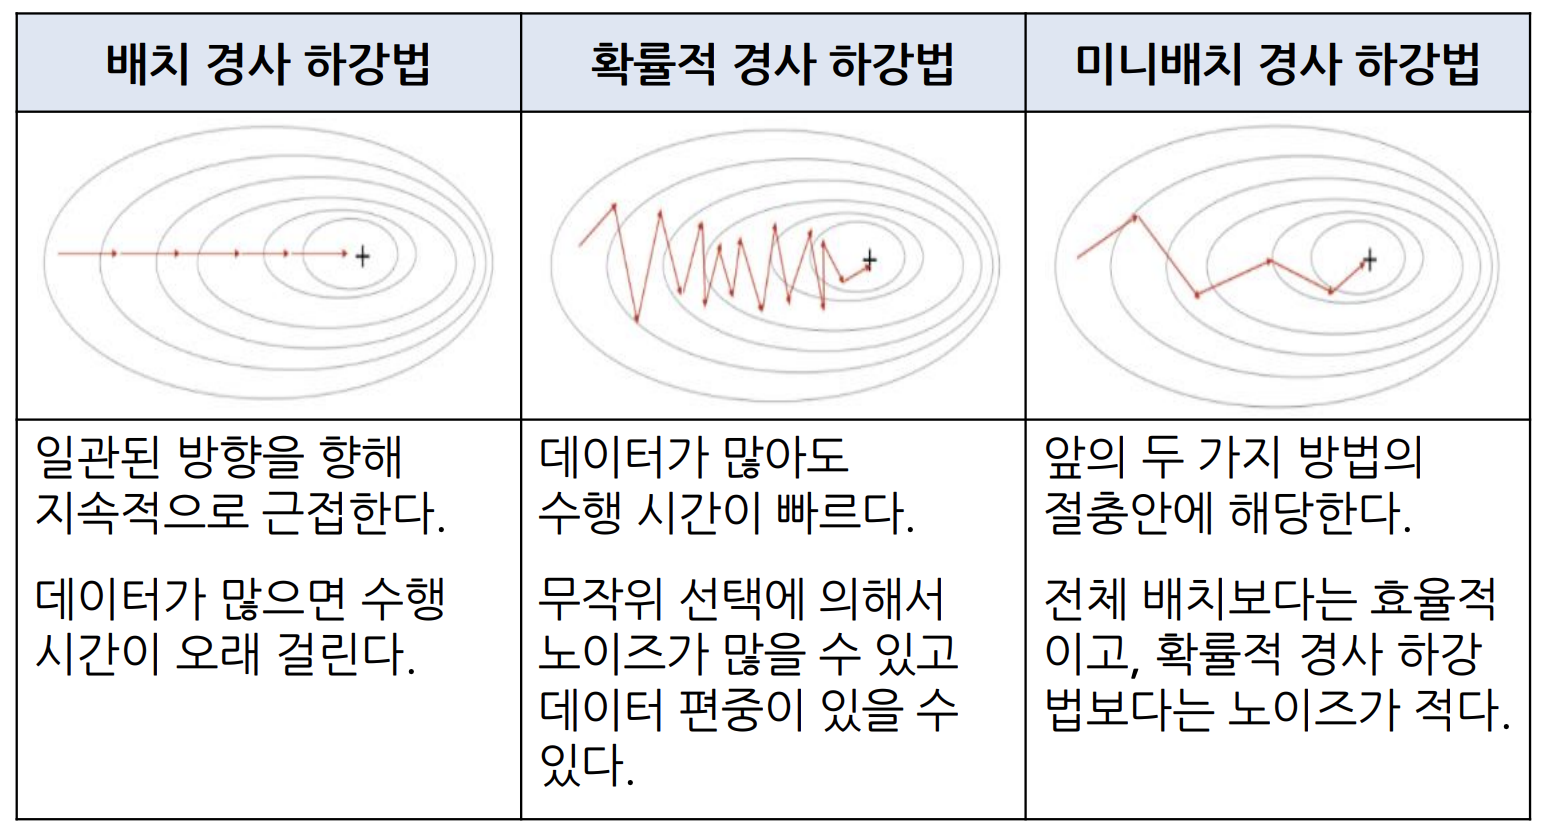 배치 경사 하강법
확률적 경사 하강법
미니배치 경사 하강법
일관된 방향을 향해
지속적으로 근접한다.
데이터가 많으면 수행
시간이 오래 걸린다.
데이터가 많아도
수행 시간이 빠르다.
무작위 선택에 의해서
노이즈가 많을 수 있고
데이터 편중이 있을 수
있다.
앞의 두 가지 방법의
절충안에 해당한다.
전체 배치보다는 효율적
이고, 확률적 경사 하강
법보다는 노이즈가 적다.